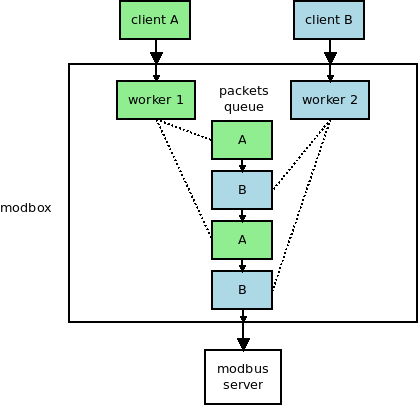 client A
client B
worker 1
packets
queue
worker 2
A
B
modbox
A
B
modbus
server